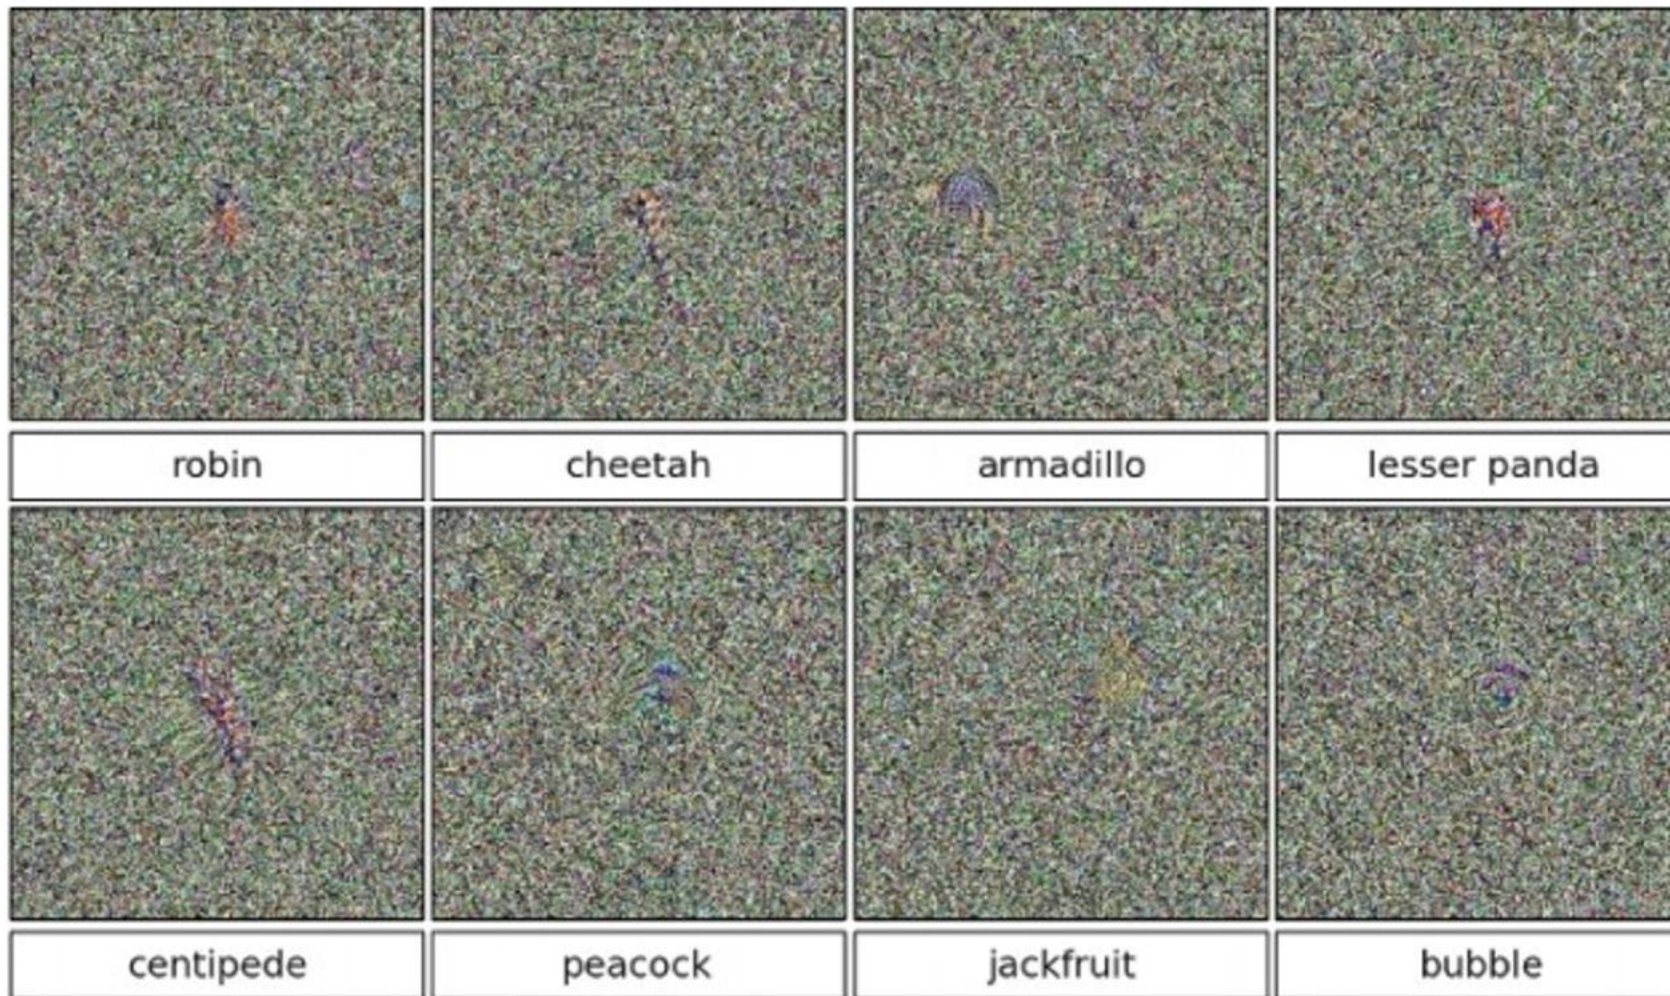 robin
cheetah
armadillo
lesser panda
centipede
peacock
jackfruit
bubble